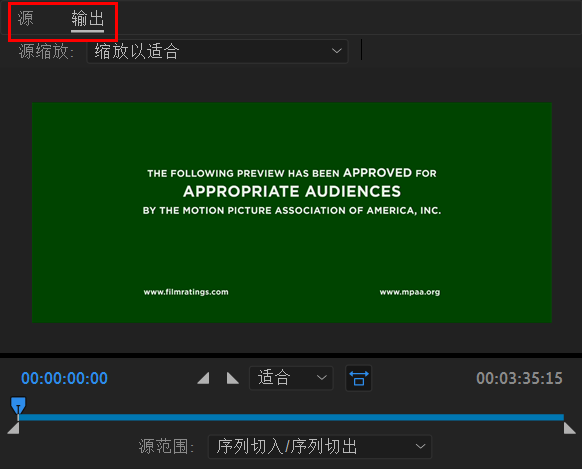 源 输出
源缩放: 缩放以适合
THE FOLLOWING PREVIEW HAS BEEN APPROVED FOR
APPROPRIATE AUDIENCES
BY THE MOTION PICTURE ASSOCIATION OF AMERICA, INC.
www.filmratings.com www.mpaa.org
00:00:00:00 适合 00:03:35:15
源范围: 序列切入/序列切出